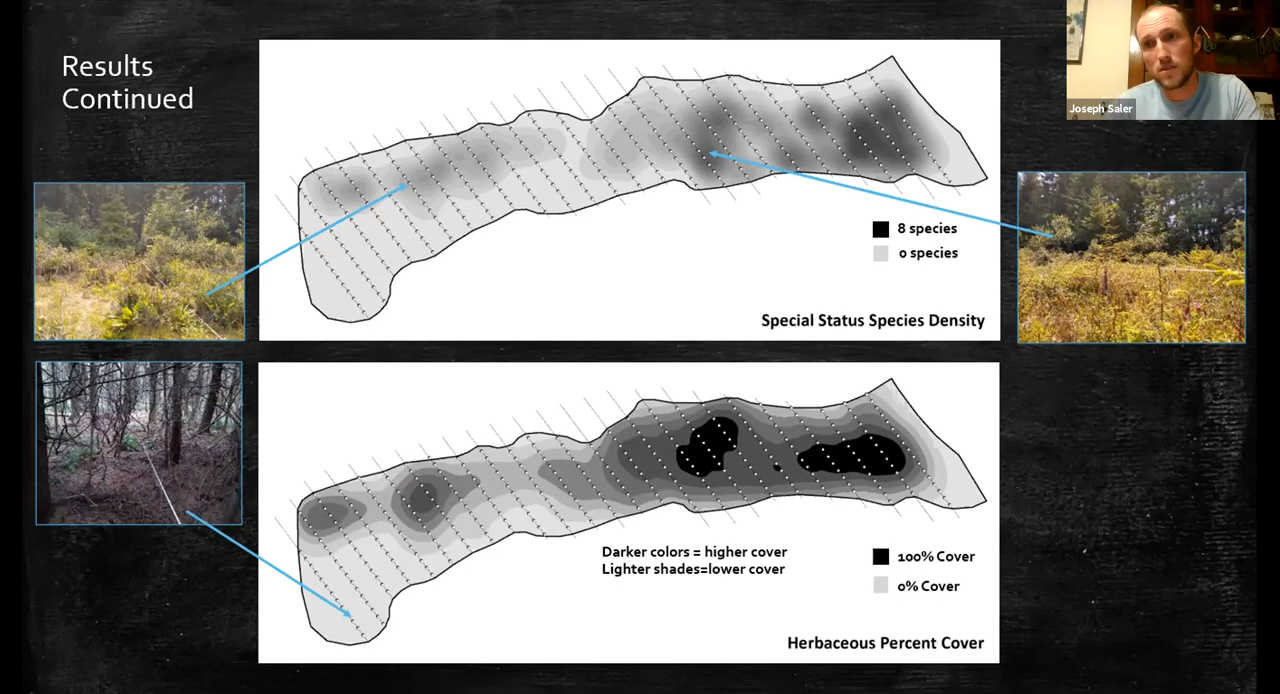 Results
Continued
Joseph Saler
8 species
0 species
Special Status Species Density
Darker colors = higher cover
Lighter shades=lower cover
100% Cover
0% Cover
Herbaceous Percent Cover